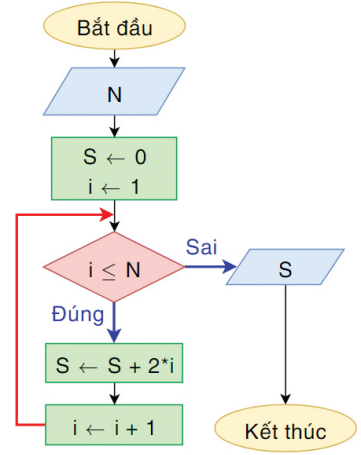 Bắt đầu
N
S ← 0
i ← 1
i ≤ N
Sai
S
Đúng
S ← S + 2*i
i ← i + 1
Kết thúc